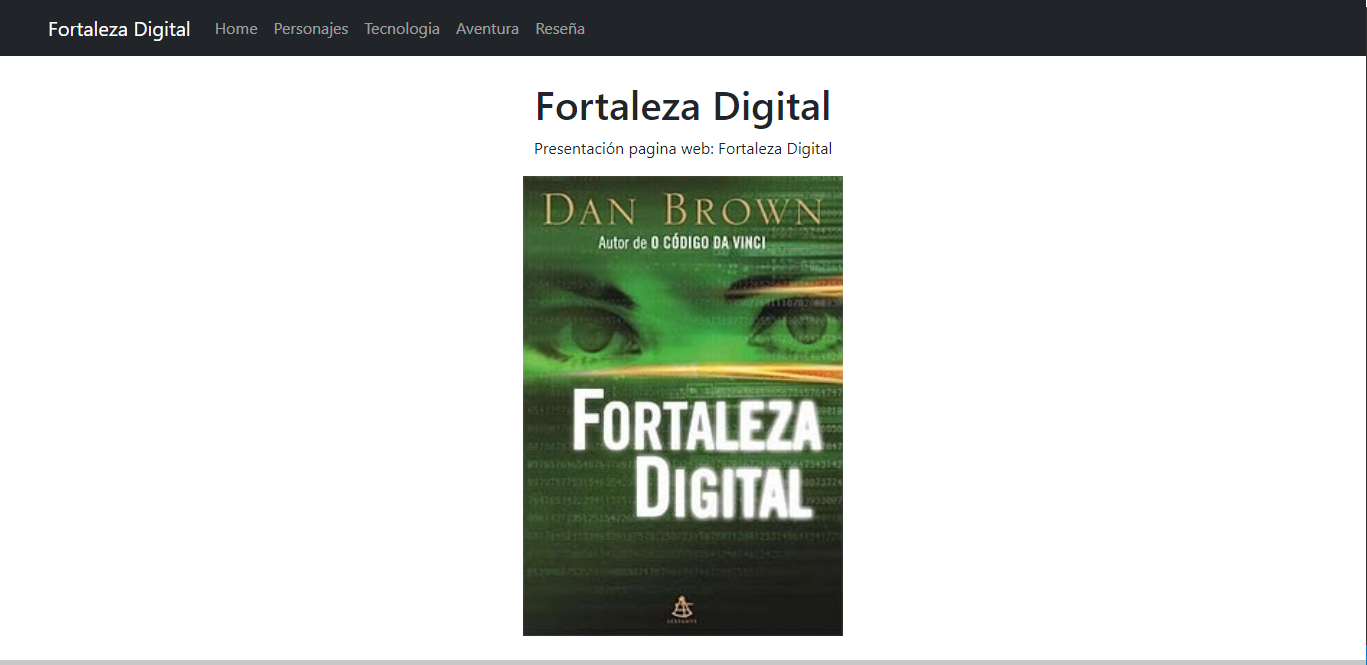 Fortaleza Digital Home Personajes Tecnologia Aventura Reseña
Fortaleza Digital
Presentación pagina web: Fortaleza Digital
DAN BROWN
Autor de O CÓDIGO DA VINCI
FORTALEZA
DIGITAL
SEXTANTE